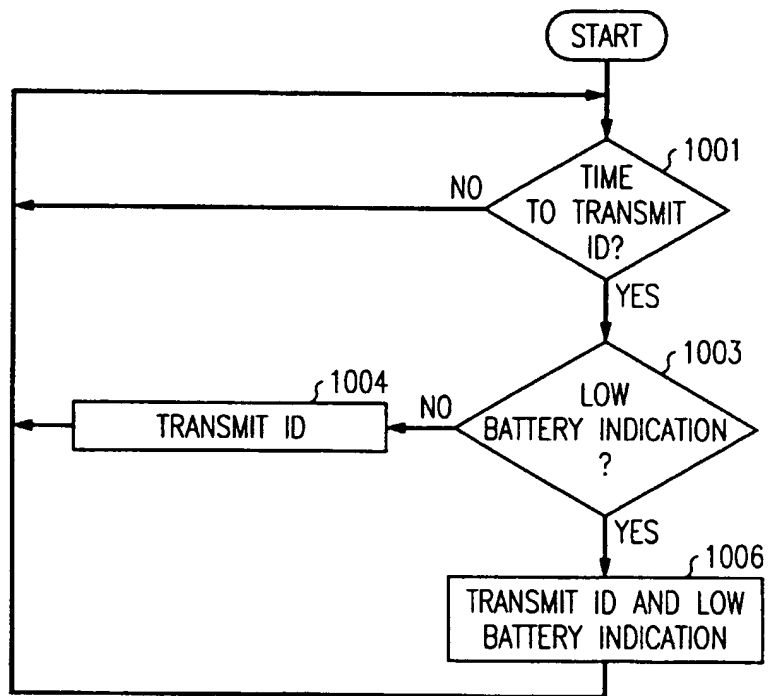 START
1001
TIME
TO TRANSMIT
ID?
NO
YES
1003
LOW
BATTERY INDICATION
?
NO
1004
TRANSMIT ID
YES
1006
TRANSMIT ID AND LOW
BATTERY INDICATION